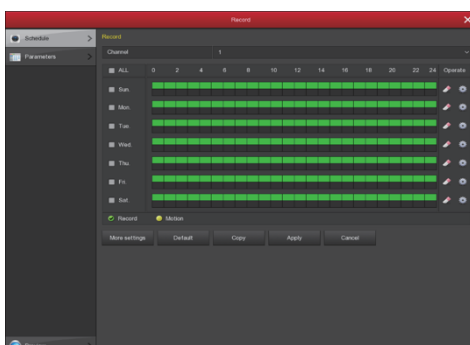 Record
Schedule >
Record
Parameters >
Channel 1
ALL 0 2 4 6 8 10 12 14 16 18 20 22 24 Operate
Sun.
Mon.
Tue.
Wed.
Thu.
Fri.
Sat.
Record Motion
More settings Default Copy Apply Cancel